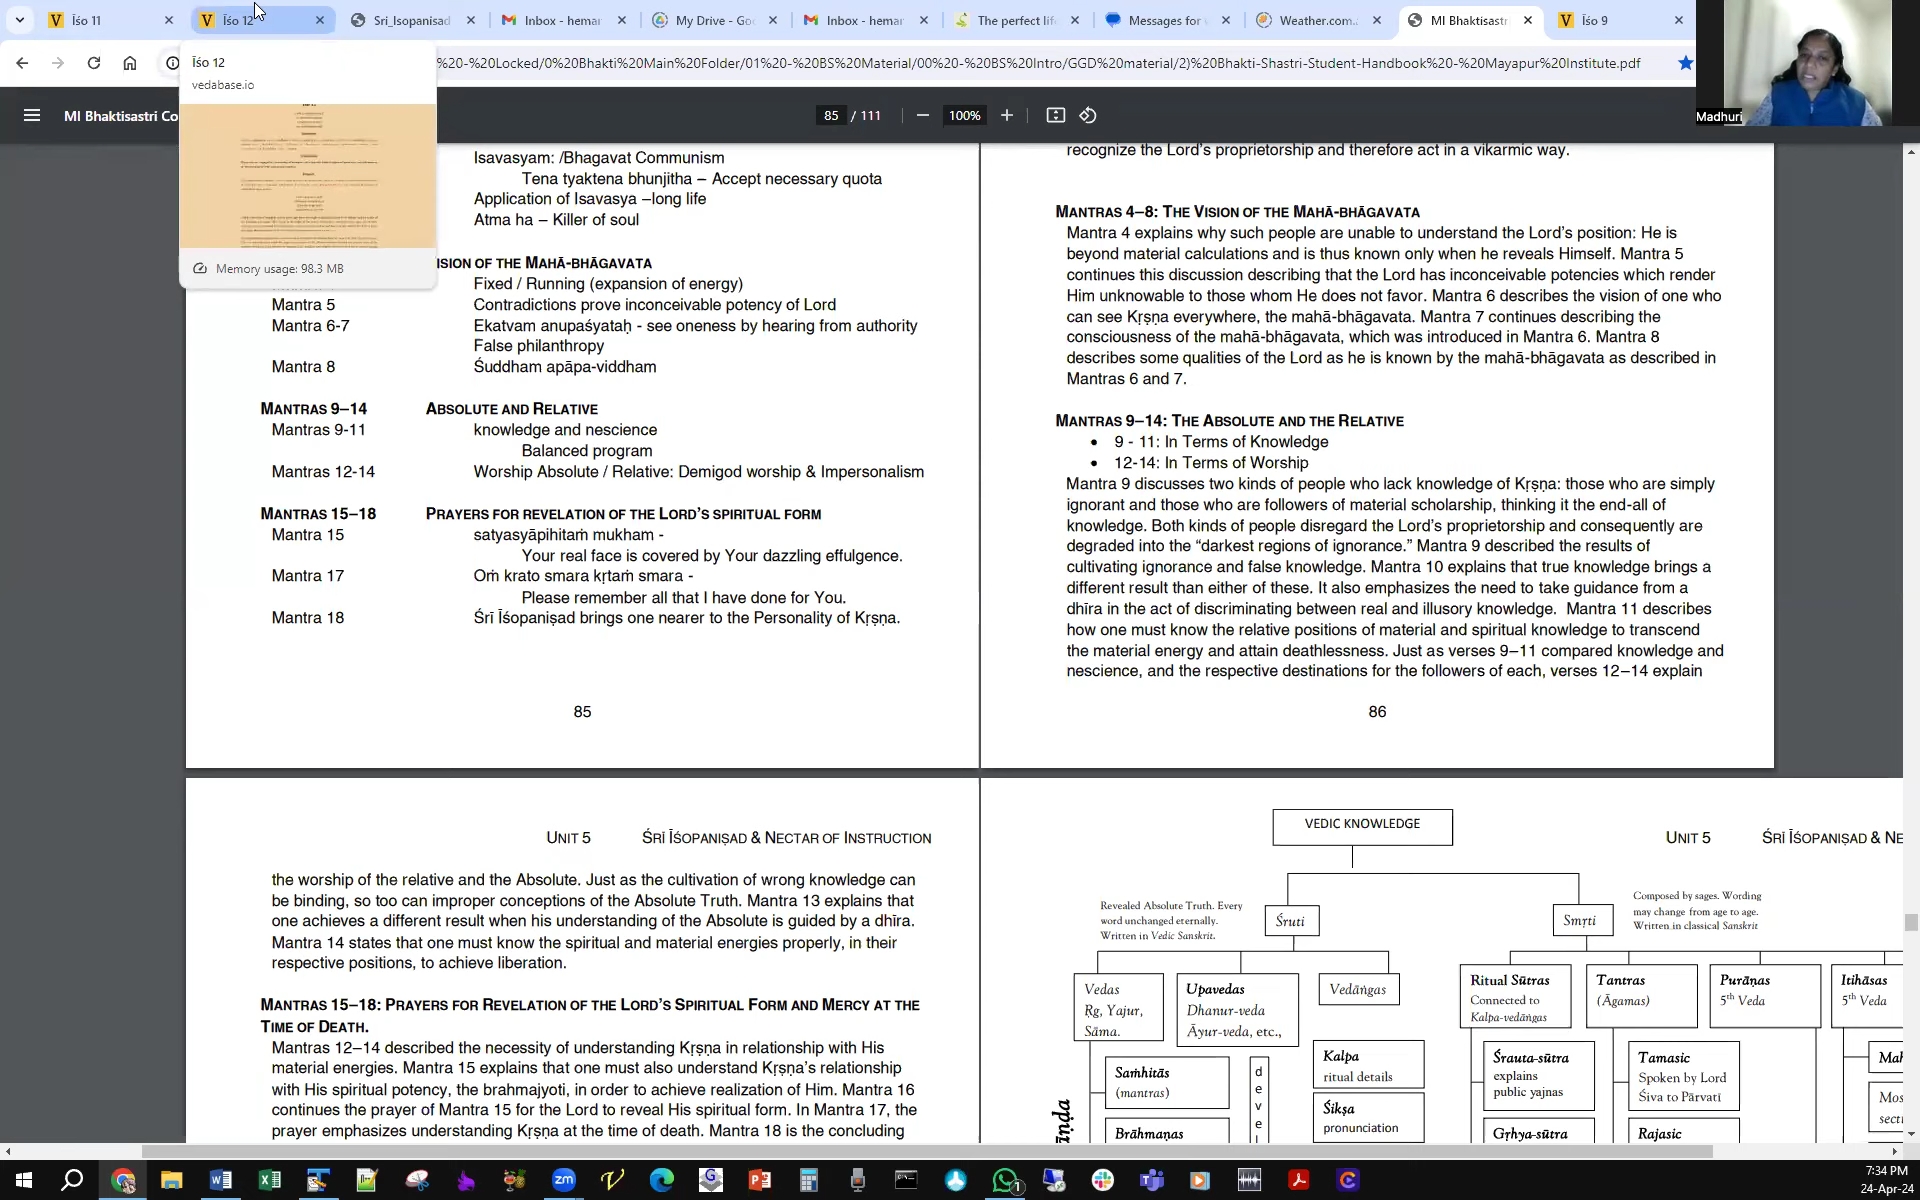 Īśo 11
Īśo 12
Sri_Isopanisad
Inbox - hemar
My Drive - Goo
Inbox - hemar
The perfect life
Messages for
Weather.com
MI Bhaktisastr
Īśo 9
%20-%20Locked/0%20Bhakti%20Main%20Folder/01%20-%20BS%20Material/00%20-%20BS%20Intro/GGD%20material/2)%20Bhakti-Shastri-Student-Handbook%20-%20Mayapur%20Institute.pdf
Īśo 12
vedabase.io
Memory usage: 98.3 MB
MI Bhaktisastri Co
85 / 111
100%
Madhuri
Isavasyam: /Bhagavat Communism
Tena tyaktena bhunjitha – Accept necessary quota
Application of Isavasya –long life
Atma ha – Killer of soul
ISION OF THE MAHĀ-BHĀGAVATA
Fixed / Running (expansion of energy)
Mantra 5 Contradictions prove inconceivable potency of Lord
Mantra 6-7 Ekatvam anupaśyataḥ - see oneness by hearing from authority
False philanthropy
Mantra 8 Śuddham apāpa-viddham
MANTRAS 9–14 ABSOLUTE AND RELATIVE
Mantras 9-11 knowledge and nescience
Balanced program
Mantras 12-14 Worship Absolute / Relative: Demigod worship & Impersonalism
MANTRAS 15–18 PRAYERS FOR REVELATION OF THE LORD'S SPIRITUAL FORM
Mantra 15 satyasyāpihitaṁ mukham -
Your real face is covered by Your dazzling effulgence.
Mantra 17 Oṁ krato smara kṛtaṁ smara -
Please remember all that I have done for You.
Mantra 18 Śrī Īśopaniṣad brings one nearer to the Personality of Kṛṣṇa.
85
recognize the Lord's proprietorship and therefore act in a vikarmic way.
MANTRAS 4–8: THE VISION OF THE MAHĀ-BHĀGAVATA
Mantra 4 explains why such people are unable to understand the Lord's position: He is
beyond material calculations and is thus known only when he reveals Himself. Mantra 5
continues this discussion describing that the Lord has inconceivable potencies which render
Him unknowable to those whom He does not favor. Mantra 6 describes the vision of one who
can see Kṛṣṇa everywhere, the mahā-bhāgavata. Mantra 7 continues describing the
consciousness of the mahā-bhāgavata, which was introduced in Mantra 6. Mantra 8
describes some qualities of the Lord as he is known by the mahā-bhāgavata as described in
Mantras 6 and 7.
MANTRAS 9–14: THE ABSOLUTE AND THE RELATIVE
• 9 - 11: In Terms of Knowledge
• 12-14: In Terms of Worship
Mantra 9 discusses two kinds of people who lack knowledge of Kṛṣṇa: those who are simply
ignorant and those who are followers of material scholarship, thinking it the end-all of
knowledge. Both kinds of people disregard the Lord's proprietorship and consequently are
degraded into the “darkest regions of ignorance.” Mantra 9 described the results of
cultivating ignorance and false knowledge. Mantra 10 explains that true knowledge brings a
different result than either of these. It also emphasizes the need to take guidance from a
dhīra in the act of discriminating between real and illusory knowledge. Mantra 11 describes
how one must know the relative positions of material and spiritual knowledge to transcend
the material energy and attain deathlessness. Just as verses 9–11 compared knowledge and
nescience, and the respective destinations for the followers of each, verses 12–14 explain
86
UNIT 5 ŚRĪ ĪŚOPANIṢAD & NECTAR OF INSTRUCTION
the worship of the relative and the Absolute. Just as the cultivation of wrong knowledge can
be binding, so too can improper conceptions of the Absolute Truth. Mantra 13 explains that
one achieves a different result when his understanding of the Absolute is guided by a dhīra.
Mantra 14 states that one must know the spiritual and material energies properly, in their
respective positions, to achieve liberation.
MANTRAS 15–18: PRAYERS FOR REVELATION OF THE LORD'S SPIRITUAL FORM AND MERCY AT THE
TIME OF DEATH.
Mantras 12–14 described the necessity of understanding Kṛṣṇa in relationship with His
material energies. Mantra 15 explains that one must also understand Kṛṣṇa's relationship
with His spiritual potency, the brahmajyoti, in order to achieve realization of Him. Mantra 16
continues the prayer of Mantra 15 for the Lord to reveal His spiritual form. In Mantra 17, the
prayer emphasizes understanding Kṛṣṇa at the time of death. Mantra 18 is the concluding
VEDIC KNOWLEDGE
UNIT 5 ŚRĪ ĪŚOPANIṢAD & NE
Revealed Absolute Truth. Every
word unchanged eternally.
Written in Vedic Sanskrit.
Śruti
Smṛti
Composed by sages. Wording
may change from age to age.
Written in classical Sanskrit
Vedas
Ṛg, Yajur,
Sāma.
Upavedas
Dhanur-veda
Āyur-veda, etc.,
Vedāṅgas
Ritual Sūtras
Connected to
Kalpa-vedāṅgas
Tantras
(Āgamas)
Purāṇas
5th Veda
Itihāsas
5th Veda
Saṁhitās
(mantras)
Brāhmaṇas
d
e
v
e
l
Kalpa
ritual details
Śikṣa
pronunciation
Śrauta-sūtra
explains
public yajnas
Gṛhya-sūtra
Tamasic
Spoken by Lord
Śiva to Pārvatī
Rajasic
Mah
Mos
sect
āṇḍa
7:34 PM
24-Apr-24